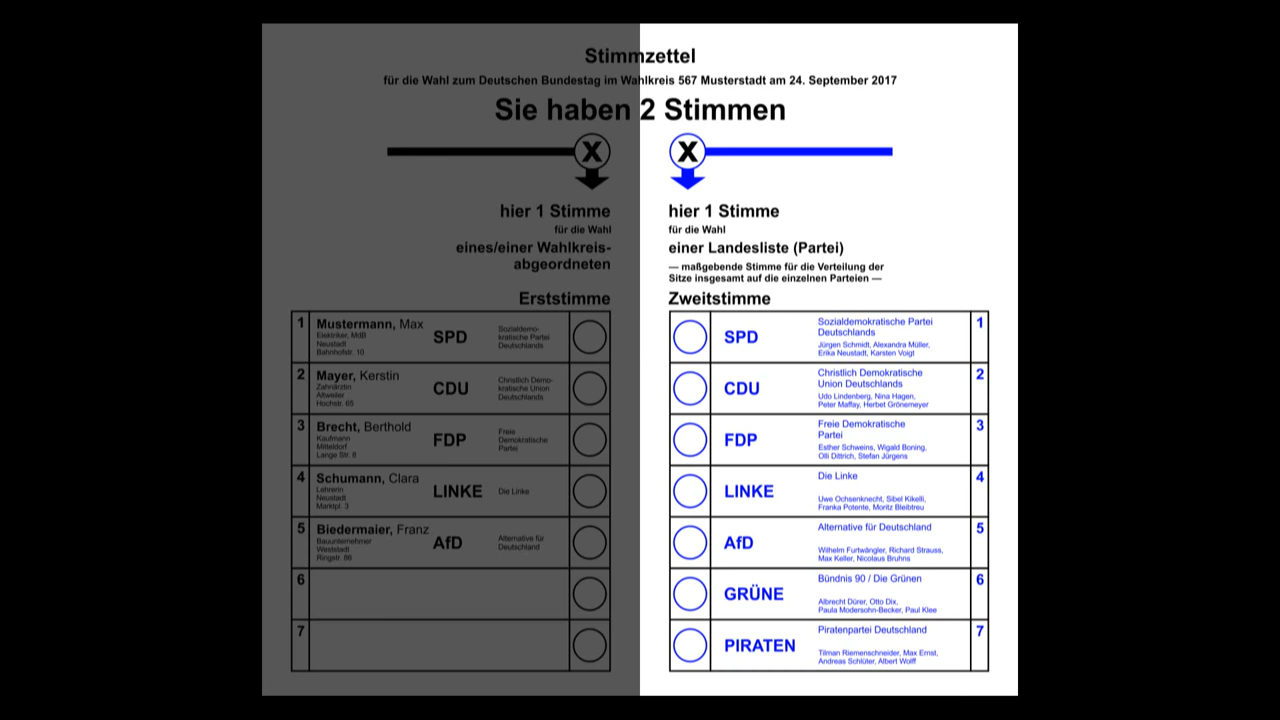 Stimmzettel
für die Wahl zum Deutschen Bundestag im Wahlkreis 567 Musterstadt am 24. September 2017
Sie haben 2 Stimmen
X
hier 1 Stimme
für die Wahl
eines/einer Wahlkreis-
abgeordneten
Erststimme
1
Mustermann, Max
Elektriker, MdB
Neustadt
Bahnhofstr. 10
SPD
Sozialdemo-
kratische Partei
Deutschlands
2
Mayer, Kerstin
Zahnärztin
Altweiler
Hochstr. 65
CDU
Christlich Demo-
kratische Union
Deutschlands
3
Brecht, Berthold
Kaufmann
Mitteldorf
Lange Str. 8
FDP
Freie
Demokratische
Partei
4
Schumann, Clara
Lehrerin
Neustadt
Marktpl. 3
LINKE
Die Linke
5
Biedermaier, Franz
Bauunternehmer
Weststadt
Ringstr. 86
AfD
Alternative für
Deutschland
6
7
X
hier 1 Stimme
für die Wahl
einer Landesliste (Partei)
— maßgebende Stimme für die Verteilung der
Sitze insgesamt auf die einzelnen Parteien —
Zweitstimme
SPD
Sozialdemokratische Partei
Deutschlands
Jürgen Schmidt, Alexandra Müller,
Erika Neustadt, Karsten Voigt
1
CDU
Christlich Demokratische
Union Deutschlands
Udo Lindenberg, Nina Hagen,
Peter Maffay, Herbet Grönemeyer
2
FDP
Freie Demokratische
Partei
Esther Schweins, Wigald Boning,
Olli Dittrich, Stefan Jürgens
3
LINKE
Die Linke
Uwe Ochsenknecht, Sibel Kikelli,
Franka Potente, Moritz Bleibtreu
4
AfD
Alternative für Deutschland
Wilhelm Furtwängler, Richard Strauss,
Max Keller, Nicolaus Bruhns
5
GRÜNE
Bündnis 90 / Die Grünen
Albrecht Dürer, Otto Dix,
Paula Modersohn-Becker, Paul Klee
6
PIRATEN
Piratenpartei Deutschland
Tilman Riemenschneider, Max Ernst,
Andreas Schlüter, Albert Wolff
7